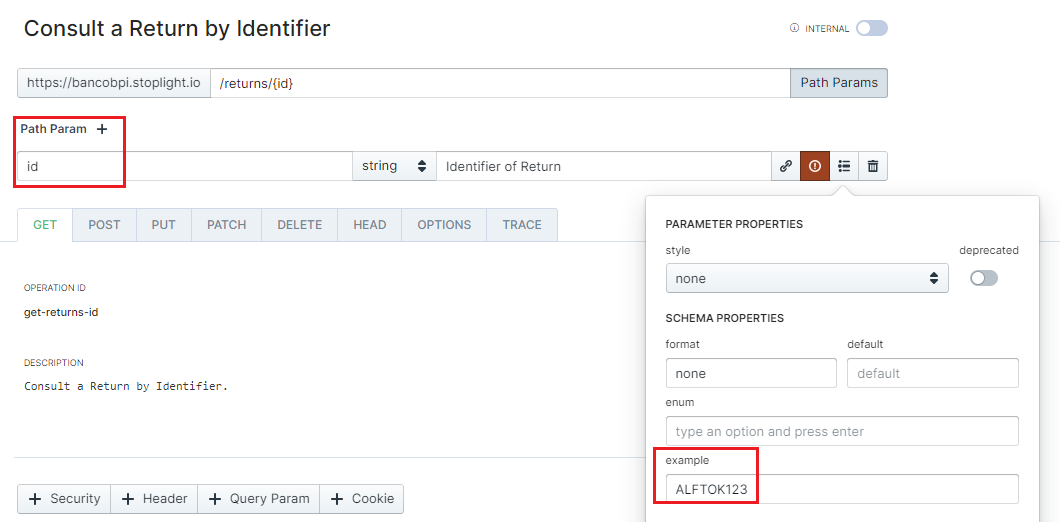 Consult a Return by Identifier
INTERNAL
https://bancobpi.stoplight.io /returns/{id} Path Params
Path Param +
id string Identifier of Return
GET POST PUT PATCH DELETE HEAD OPTIONS TRACE
OPERATION ID
get-returns-id
DESCRIPTION
Consult a Return by Identifier.
+ Security + Header + Query Param + Cookie
PARAMETER PROPERTIES
style deprecated
none
SCHEMA PROPERTIES
format default
none default
enum
type an option and press enter
example
ALFTOK123